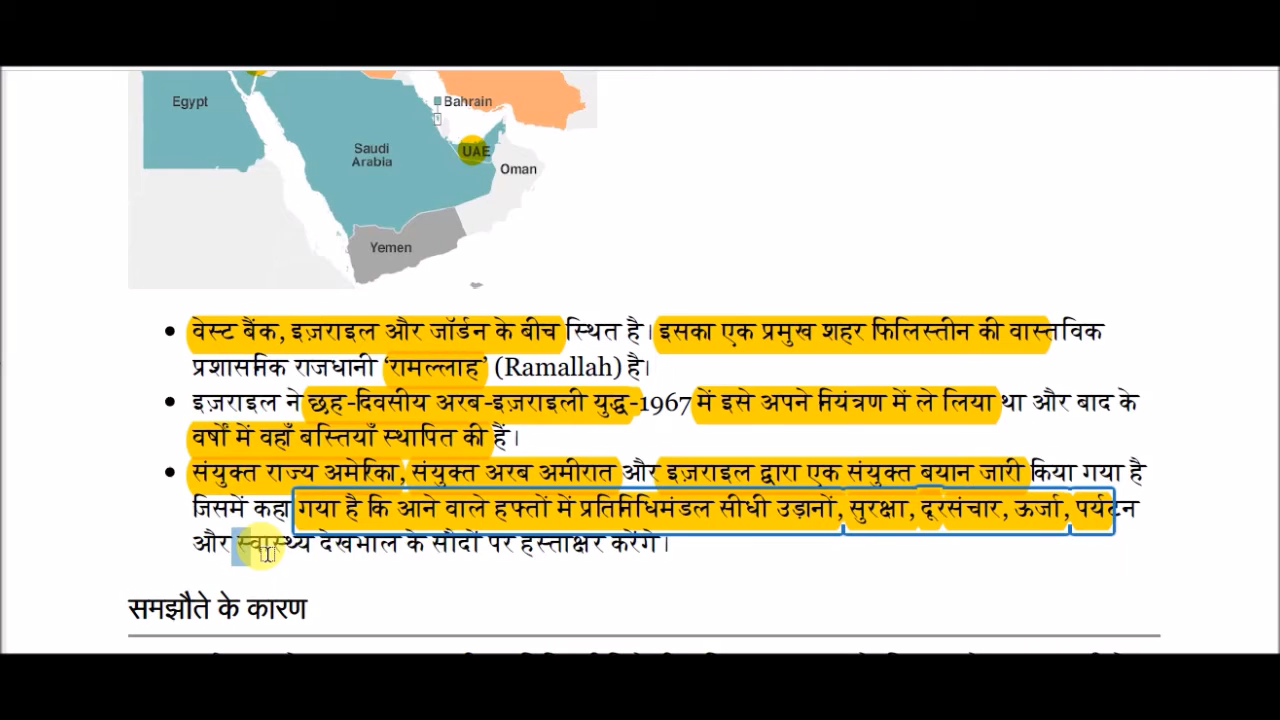 Egypt
Bahrain
Saudi
Arabia
UAE
Oman
Yemen
वेस्ट बैंक, इज़राइल और जॉर्डन के बीच स्थित है। इसका एक प्रमुख शहर फिलिस्तीन की वास्तविक
प्रशासनिक राजधानी ‘रामल्लाह’ (Ramallah) है।
इज़राइल ने छह-दिवसीय अरब-इज़राइली युद्ध-1967 में इसे अपने नियंत्रण में ले लिया था और बाद के
वर्षों में वहाँ बस्तियाँ स्थापित की हैं।
संयुक्त राज्य अमेरिका, संयुक्त अरब अमीरात और इज़राइल द्वारा एक संयुक्त बयान जारी किया गया है
जिसमें कहा गया है कि आने वाले हफ्तों में प्रतिनिधिमंडल सीधी उड़ानों, सुरक्षा, दूरसंचार, ऊर्जा, पर्यटन
और स्वास्थ्य देखभाल के सौदों पर हस्ताक्षर करेंगे।
समझौते के कारण